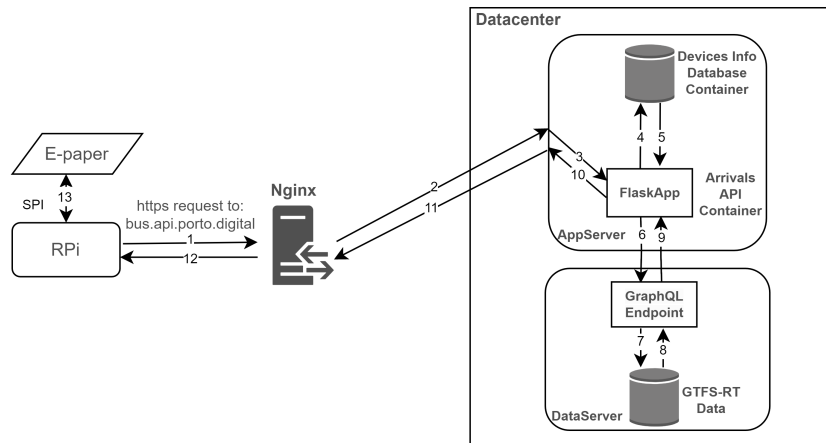 Datacenter
Devices Info
Database
Container
4
5
E-paper
13
SPI
https request to:
bus.api.porto.digital
Nginx
2
3
10
11
FlaskApp
Arrivals
API
Container
RPi
1
12
AppServer
6
9
GraphQL
Endpoint
7
8
GTFS-RT
Data
DataServer